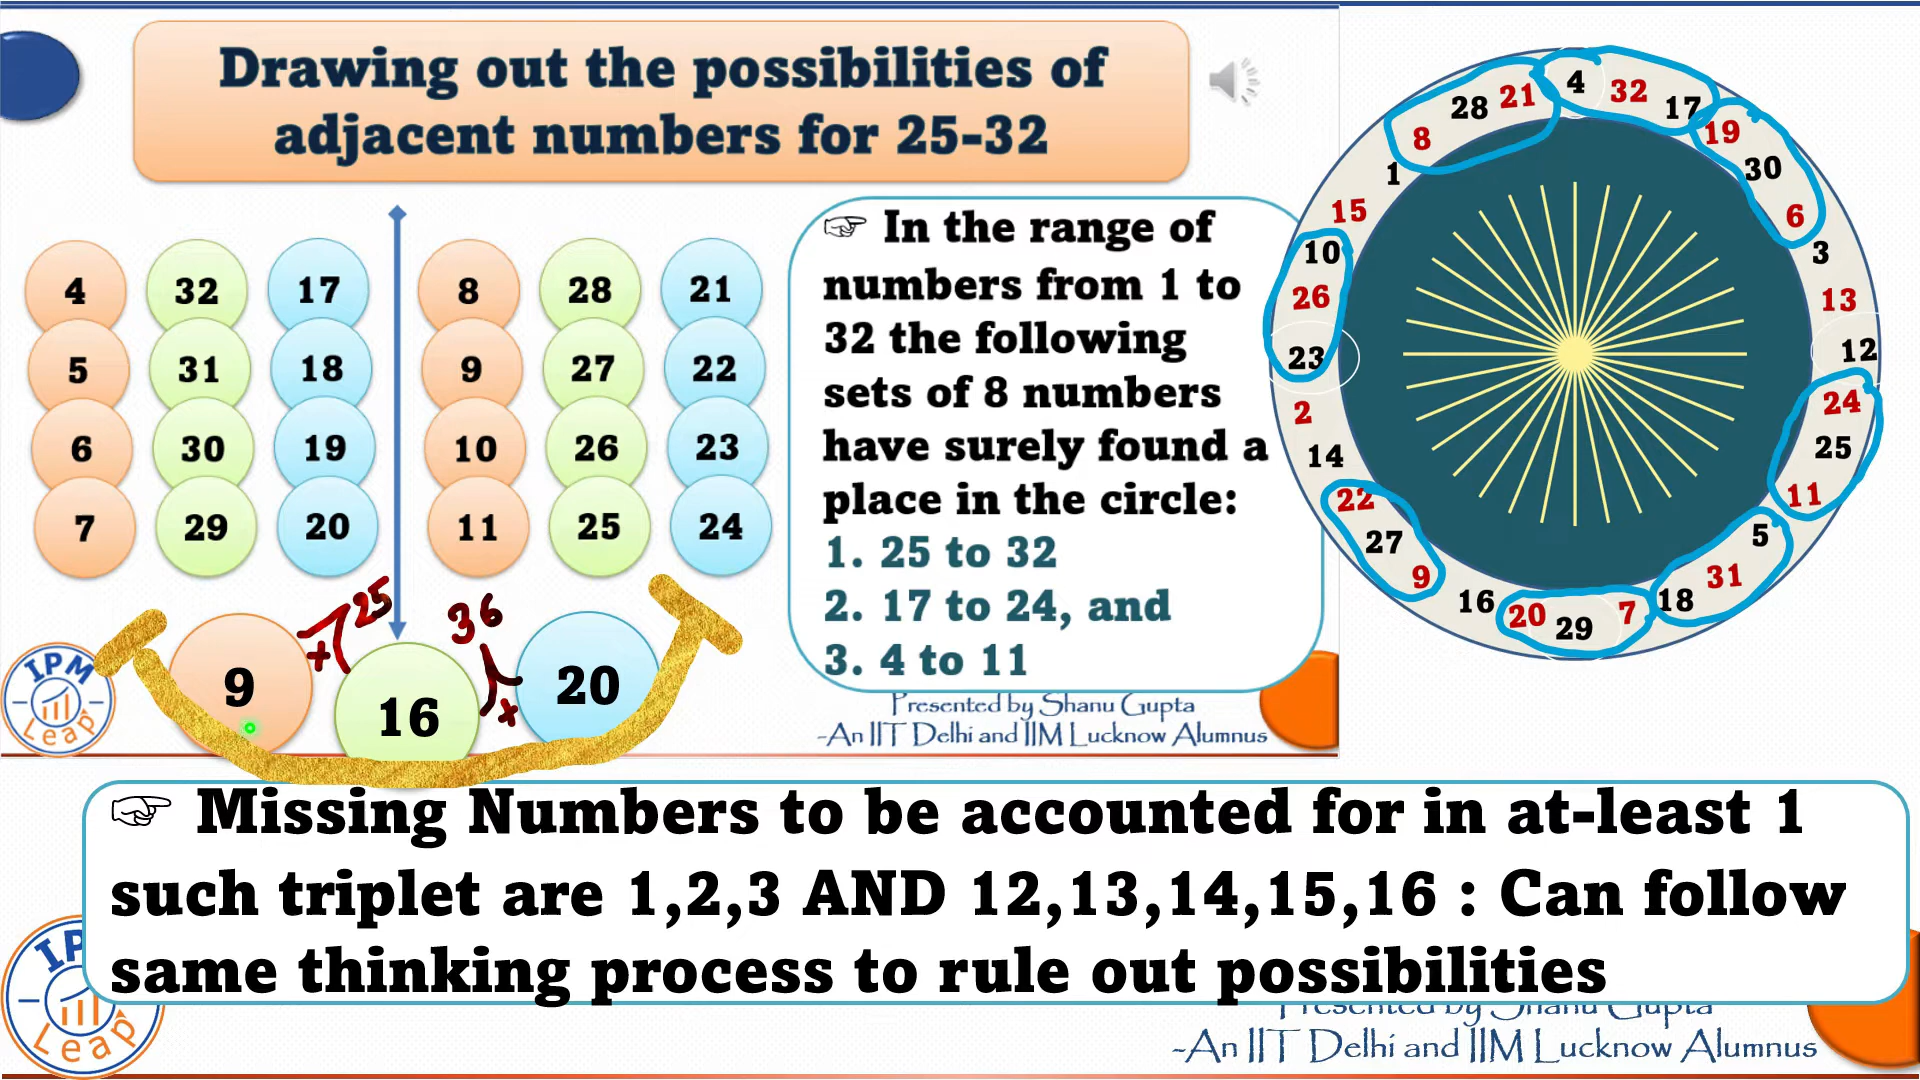 Drawing out the possibilities of
adjacent numbers for 25-32
4 32 17 8 28 21
5 31 18 9 27 22
6 30 19 10 26 23
7 29 20 11 25 24
+ 25
36 +
9 16 20
☞ In the range of
numbers from 1 to
32 the following
sets of 8 numbers
have surely found a
place in the circle:
1. 25 to 32
2. 17 to 24, and
3. 4 to 11
IPM
Leap
Presented by Shanu Gupta
-An IIT Delhi and IIM Lucknow Alumnus
4 32 17 19 30 6 3 13 12 24 25 11 5 31 18 7 29 20 16 9 27 22 14 2 23 26 10 15 1 8 28 21
☞ Missing Numbers to be accounted for in at-least 1
such triplet are 1,2,3 AND 12,13,14,15,16 : Can follow
same thinking process to rule out possibilities
IP
Leap
Presented by Shanu Gupta
-An IIT Delhi and IIM Lucknow Alumnus